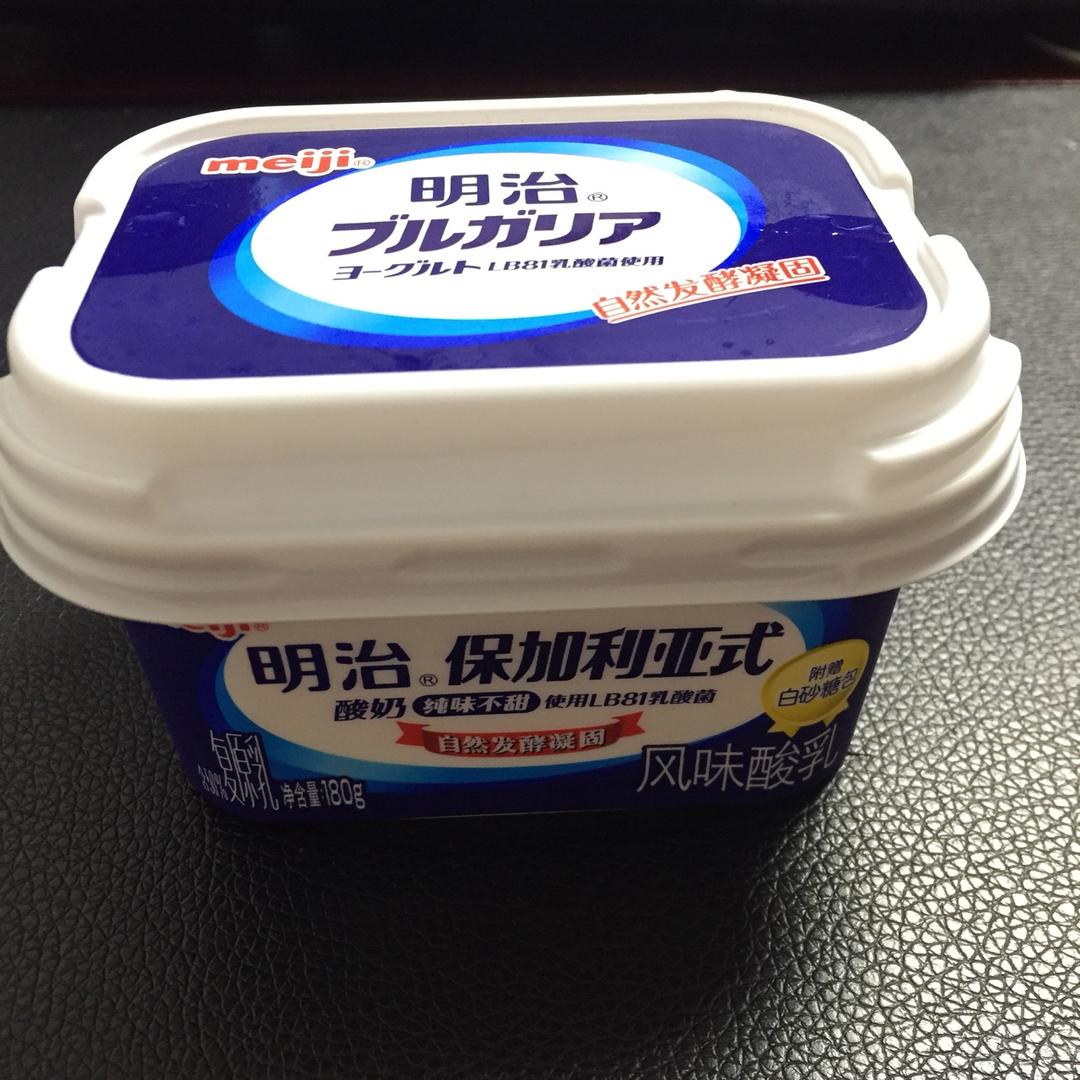 meiji®
明治®
ブルガリア
ヨーグルト LB81乳酸菌使用
自然发酵凝固
明治® 保加利亚式
酸奶 纯味不甜 使用LB81乳酸菌
自然发酵凝固
附赠
白砂糖包
复原乳
净含量:180g
风味酸乳